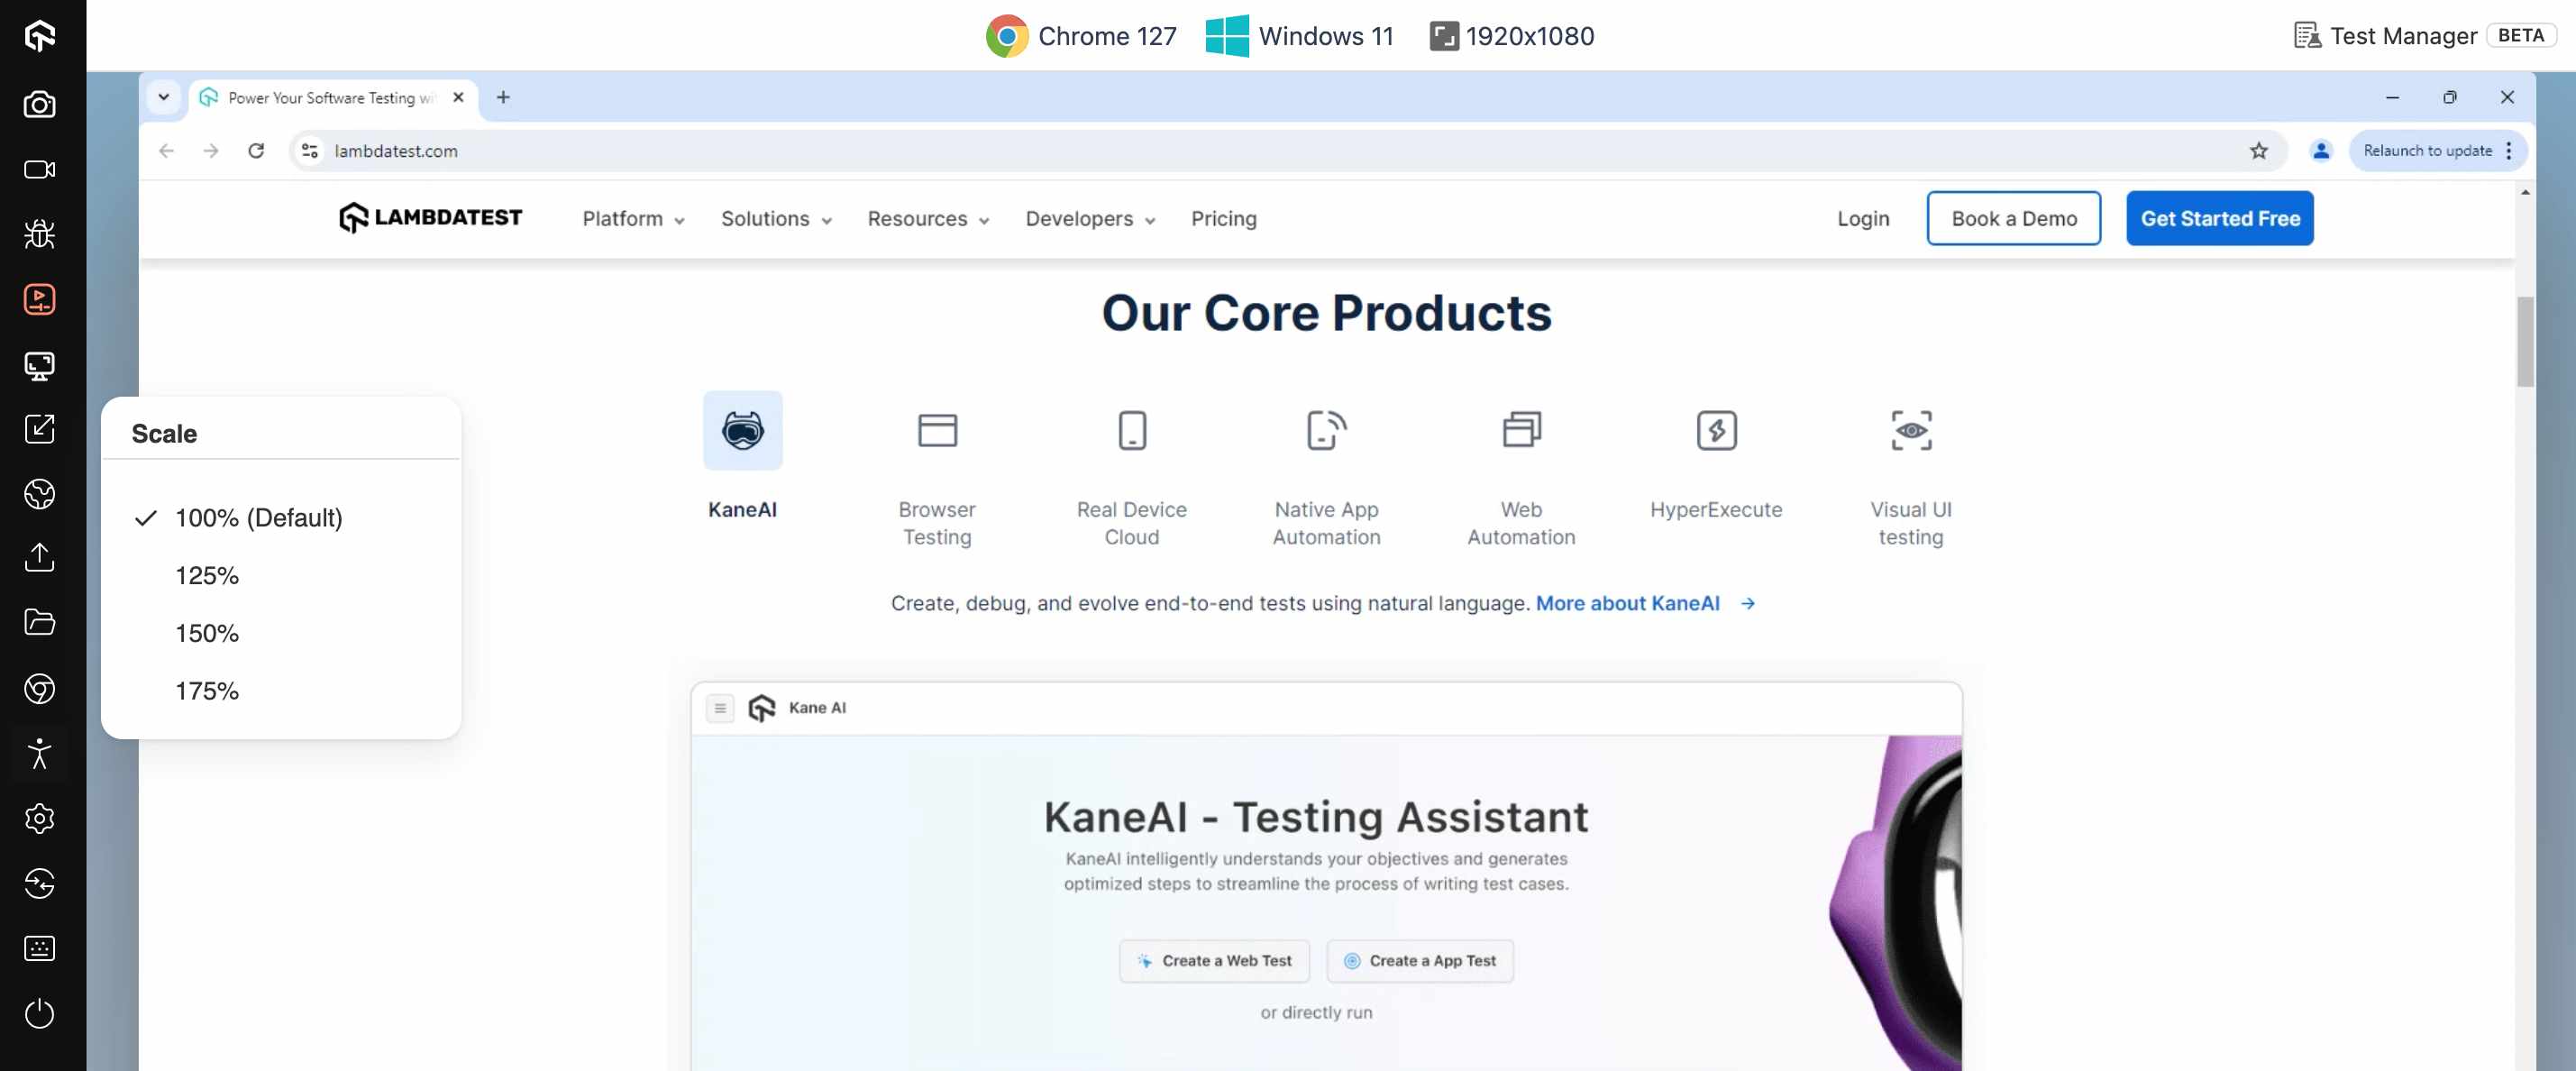 Chrome 127
Windows 11
1920x1080
Test Manager BETA
Power Your Software Testing wi
lambdatest.com
Relaunch to update
LAMBDATEST
Platform
Solutions
Resources
Developers
Pricing
Login
Book a Demo
Get Started Free
Our Core Products
Scale
100% (Default)
125%
150%
175%
KaneAI
Browser
Testing
Real Device
Cloud
Native App
Automation
Web
Automation
HyperExecute
Visual UI
testing
Create, debug, and evolve end-to-end tests using natural language. More about KaneAI →
Kane AI
KaneAI - Testing Assistant
KaneAI intelligently understands your objectives and generates
optimized steps to streamline the process of writing test cases.
Create a Web Test
Create a App Test
or directly run